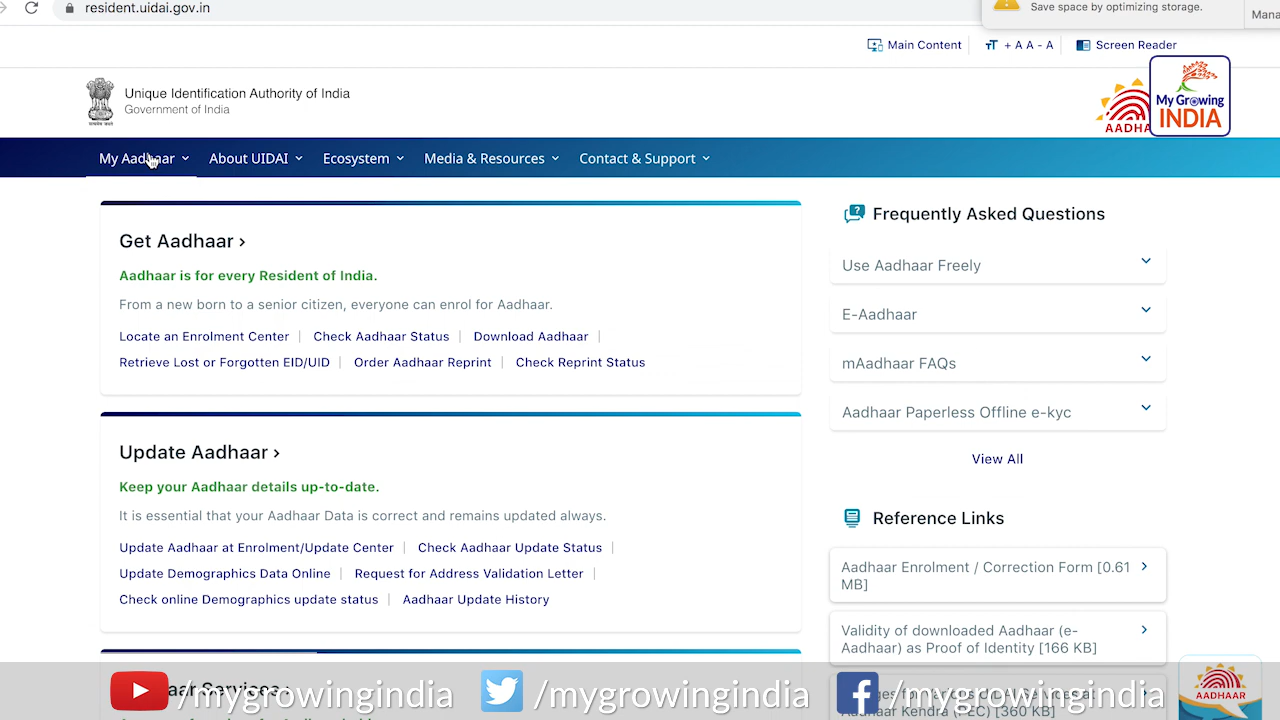 resident.uidai.gov.in
Save space by optimizing storage.
Mana
Main Content
+ A A - A
Screen Reader
Unique Identification Authority of India
Government of India
सत्यमेव जयते
AADHA
My Growing
INDIA
My Aadhaar
About UIDAI
Ecosystem
Media & Resources
Contact & Support
Get Aadhaar
Aadhaar is for every Resident of India.
From a new born to a senior citizen, everyone can enrol for Aadhaar.
Locate an Enrolment Center | Check Aadhaar Status | Download Aadhaar |
Retrieve Lost or Forgotten EID/UID | Order Aadhaar Reprint | Check Reprint Status
Update Aadhaar
Keep your Aadhaar details up-to-date.
It is essential that your Aadhaar Data is correct and remains updated always.
Update Aadhaar at Enrolment/Update Center | Check Aadhaar Update Status |
Update Demographics Data Online | Request for Address Validation Letter |
Check online Demographics update status | Aadhaar Update History
Frequently Asked Questions
Use Aadhaar Freely
E-Aadhaar
mAadhaar FAQs
Aadhaar Paperless Offline e-kyc
View All
Reference Links
Aadhaar Enrolment / Correction Form [0.61
MB]
Validity of downloaded Aadhaar (e-
Aadhaar) as Proof of Identity [166 KB]
Aadhaar Kendra (PEC) [360 KB]
/mygrowingindia
/mygrowingindia
/mygrowingindia
AADHAAR